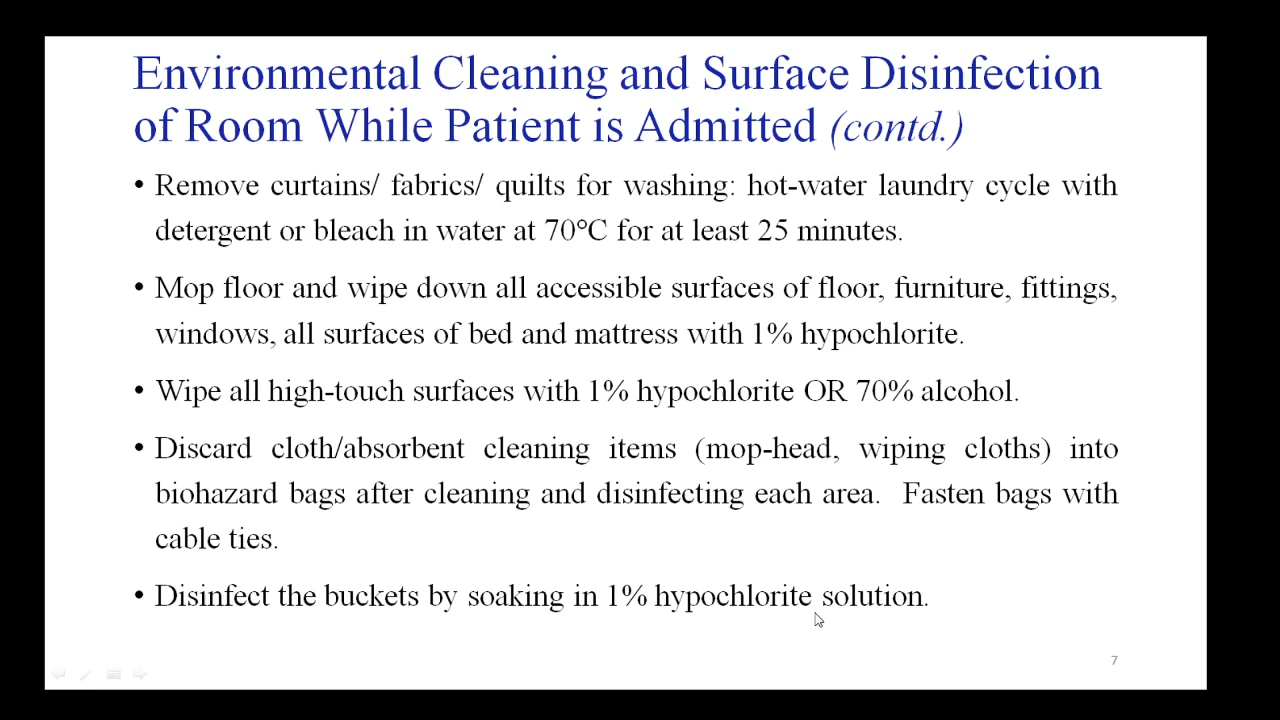 Environmental Cleaning and Surface Disinfection
of Room While Patient is Admitted (contd.)
• Remove curtains/ fabrics/ quilts for washing: hot-water laundry cycle with
detergent or bleach in water at 70°C for at least 25 minutes.
• Mop floor and wipe down all accessible surfaces of floor, furniture, fittings,
windows, all surfaces of bed and mattress with 1% hypochlorite.
• Wipe all high-touch surfaces with 1% hypochlorite OR 70% alcohol.
• Discard cloth/absorbent cleaning items (mop-head, wiping cloths) into
biohazard bags after cleaning and disinfecting each area.  Fasten bags with
cable ties.
• Disinfect the buckets by soaking in 1% hypochlorite solution.
7